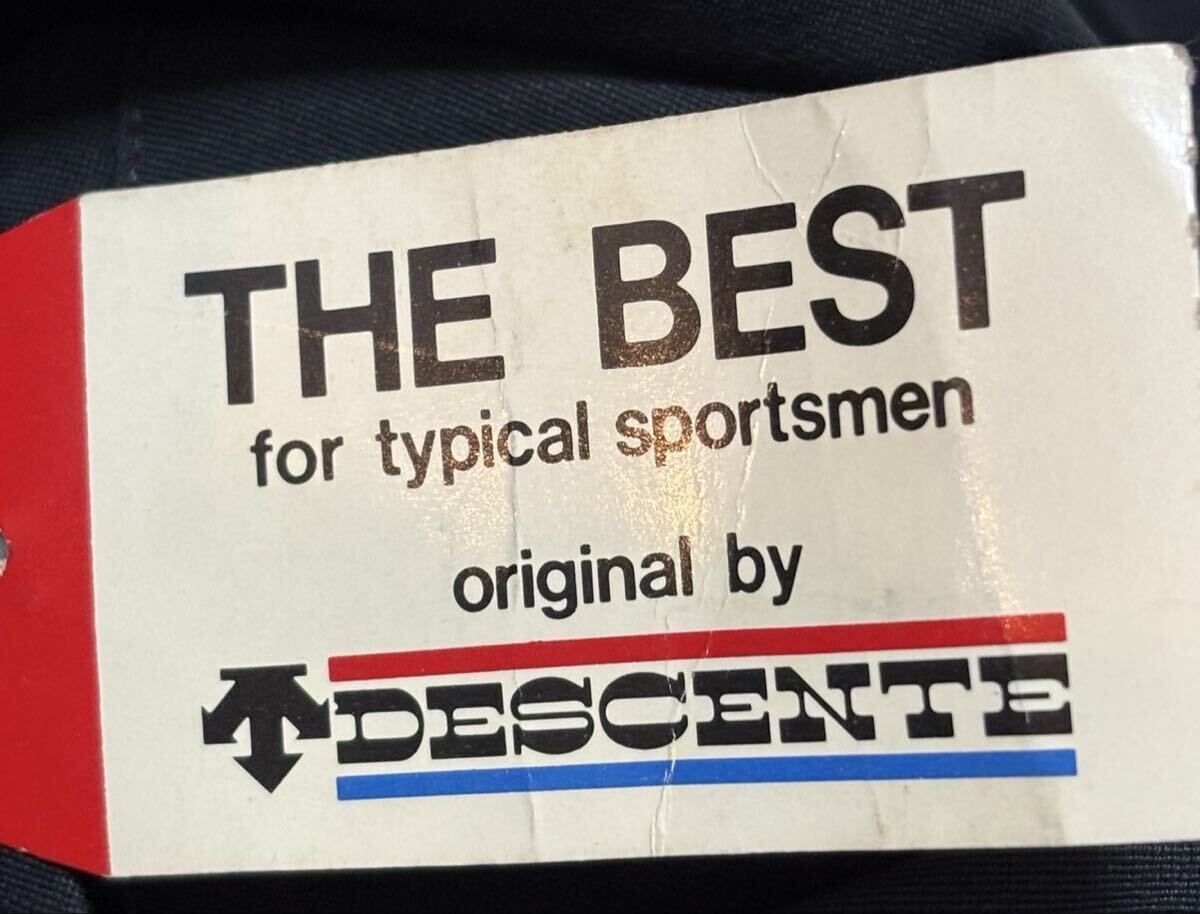 THE BEST
for typical sportsmen
original by
DESCENTE